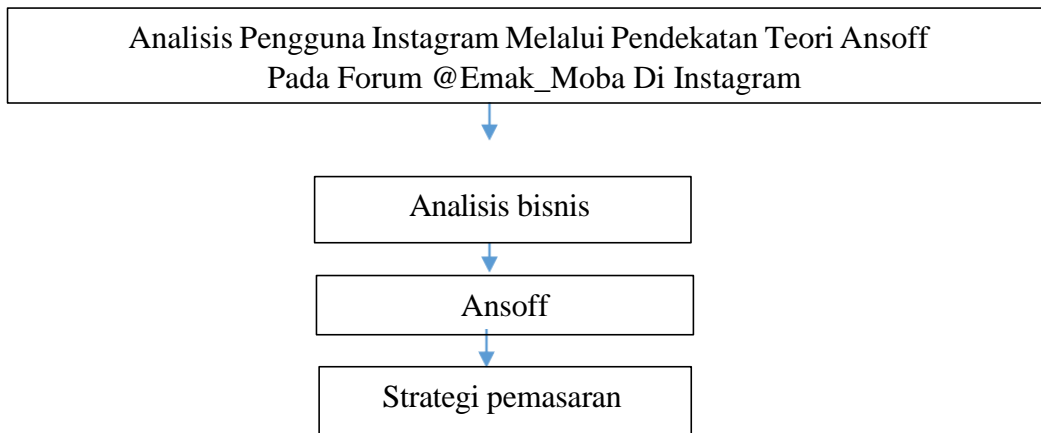 Analisis Pengguna Instagram Melalui Pendekatan Teori Ansoff
Pada Forum @Emak_Moba Di Instagram
Analisis bisnis
Ansoff
Strategi pemasaran